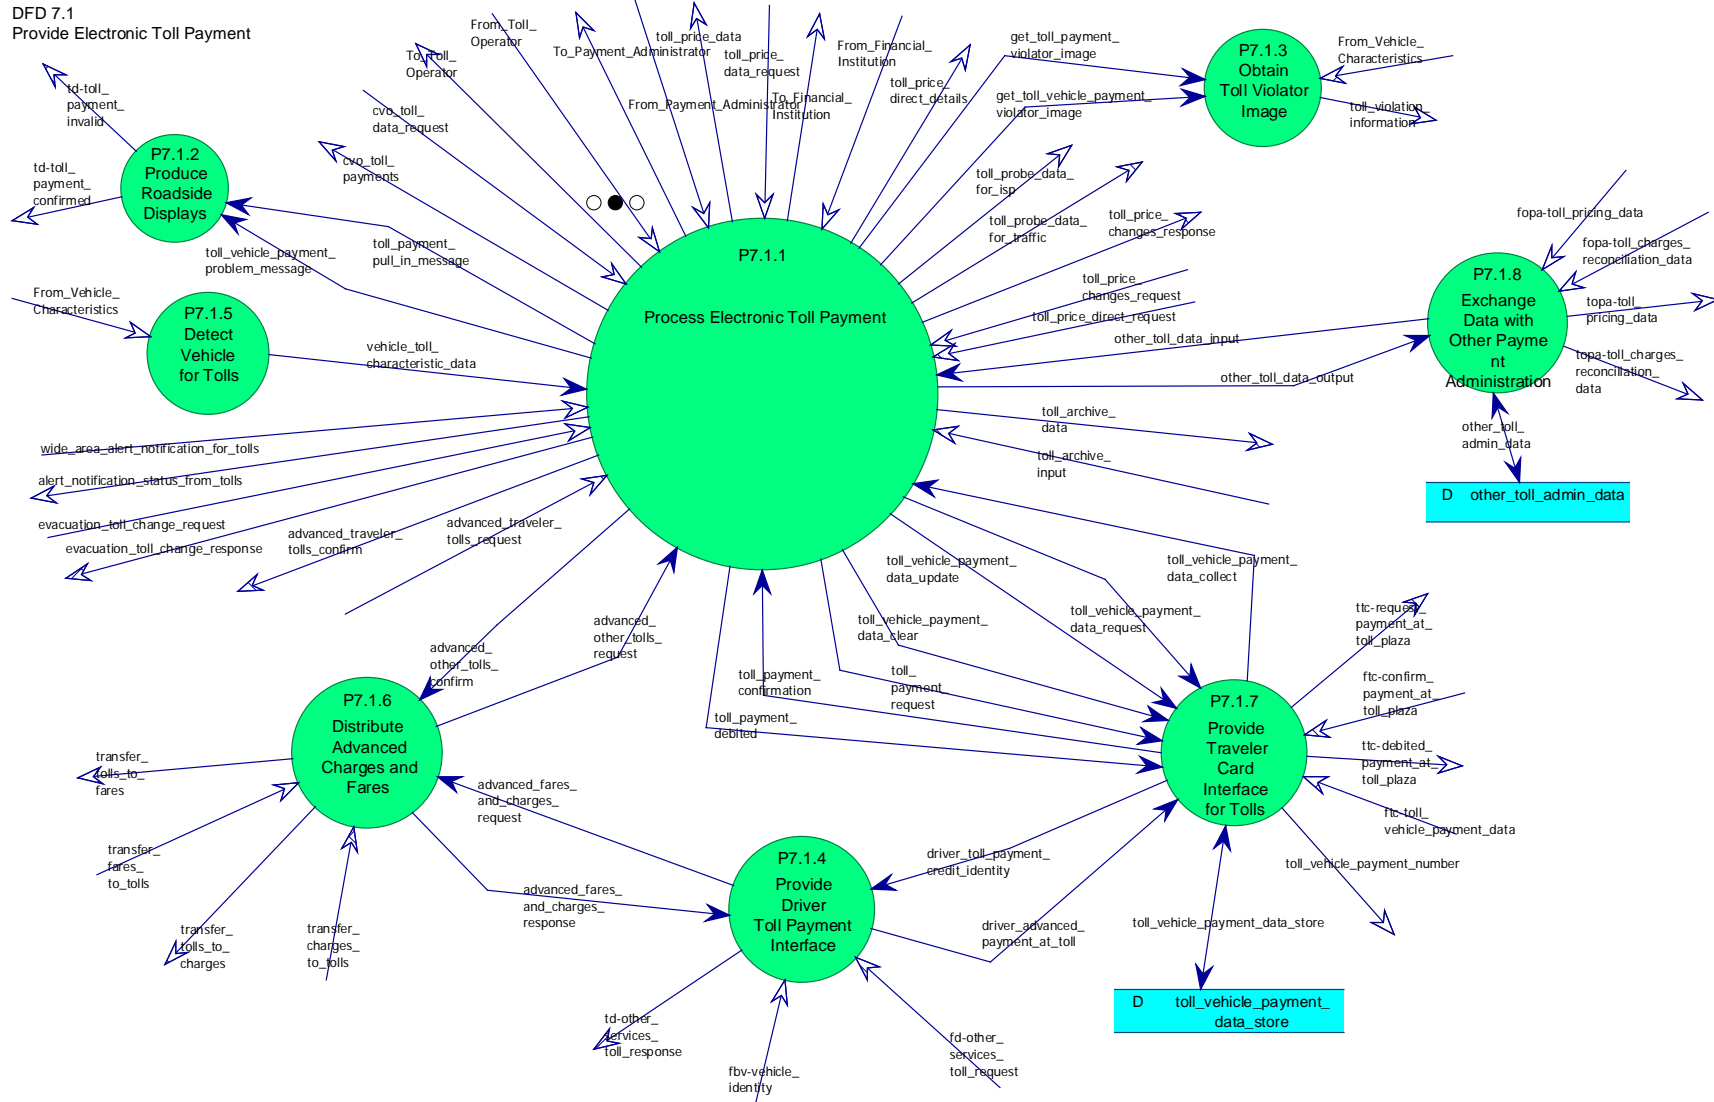 DFD 7.1
Provide Electronic Toll Payment
From_Toll_
Operator
To_Toll_
Operator
To_Payment_Administrator
From_Payment_Administrator
toll_price_data
toll_price_
data_request
To_Financial_
Institution
From_Financial_
Institution
toll_price_
direct_details
get_toll_payment_
violator_image
get_toll_vehicle_payment_
violator_image
P7.1.3
Obtain
Toll Violator
Image
From_Vehicle_
Characteristics
toll_violation_
information
td-toll_
payment_
invalid
td-toll_
payment_
confirmed
P7.1.2
Produce
Roadside
Displays
cvo_toll_
data_request
cvo_toll_
payments
toll_payment_
pull_in_message
toll_vehicle_payment_
problem_message
From_Vehicle_
Characteristics
P7.1.5
Detect
Vehicle
for Tolls
vehicle_toll_
characteristic_data
P7.1.1
Process Electronic Toll Payment
toll_probe_data_
for_isp
toll_probe_data_
for_traffic
toll_price_
changes_response
toll_price_
changes_request
toll_price_direct_request
other_toll_data_input
other_toll_data_output
fopa-toll_pricing_data
fopa-toll_charges_
reconciliation_data
topa-toll_
pricing_data
topa-toll_charges_
reconciliation_
data
P7.1.8
Exchange
Data with
Other Payme
nt
Administration
other_toll_
admin_data
D other_toll_admin_data
toll_archive_
data
toll_archive_
input
wide_area_alert_notification_for_tolls
alert_notification_status_from_tolls
evacuation_toll_change_request
evacuation_toll_change_response
advanced_traveler_
tolls_confirm
advanced_traveler_
tolls_request
advanced_
other_tolls_
confirm
advanced_
other_tolls_
request
toll_vehicle_payment_
data_update
toll_vehicle_payment_
data_clear
toll_vehicle_payment_
data_request
toll_vehicle_payment_
data_collect
toll_payment_
confirmation
toll_
payment_
request
toll_payment_
debited
P7.1.7
Provide
Traveler
Card
Interface
for Tolls
ttc-request_
payment_at_
toll_plaza
ftc-confirm_
payment_at_
toll_plaza
ttc-debited_
payment_at_
toll_plaza
ftc-toll_
vehicle_payment_data
toll_vehicle_payment_number
toll_vehicle_payment_data_store
D toll_vehicle_payment_
data_store
P7.1.6
Distribute
Advanced
Charges and
Fares
transfer_
tolls_to_
fares
transfer_
fares_
to_tolls
transfer_
tolls_to_
charges
transfer_
charges_
to_tolls
advanced_fares_
and_charges_
request
advanced_fares_
and_charges_
response
P7.1.4
Provide
Driver
Toll Payment
Interface
driver_toll_payment_
credit_identity
driver_advanced_
payment_at_toll
td-other_
services_
toll_response
fbv-vehicle_
identity
fd-other_
services_
toll_request